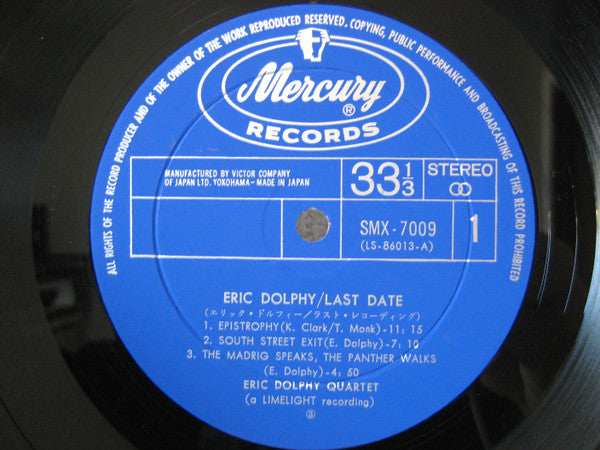 ALL RIGHTS OF THE RECORD PRODUCER AND OF THE OWNER OF THE WORK REPRODUCED RESERVED, COPYING, PUBLIC PERFORMANCE AND BROADCASTING OF THIS RECORD PROHIBITED
Mercury ®
RECORDS
MANUFACTURED BY VICTOR COMPANY
OF JAPAN LTD. YOKOHAMA–MADE IN JAPAN
33 1/3
STEREO
SMX-7009
(LS-86013-A)
1
ERIC DOLPHY/LAST DATE
(エリック・ドルフィー/ラスト・レコーディング)
1. EPISTROPHY(K. Clark/T. Monk)-11: 15
2. SOUTH STREET EXIT(E. Dolphy)-7: 10
3. THE MADRIG SPEAKS, THE PANTHER WALKS
(E. Dolphy)-4: 50
ERIC DOLPHY QUARTET
(a LIMELIGHT recording)